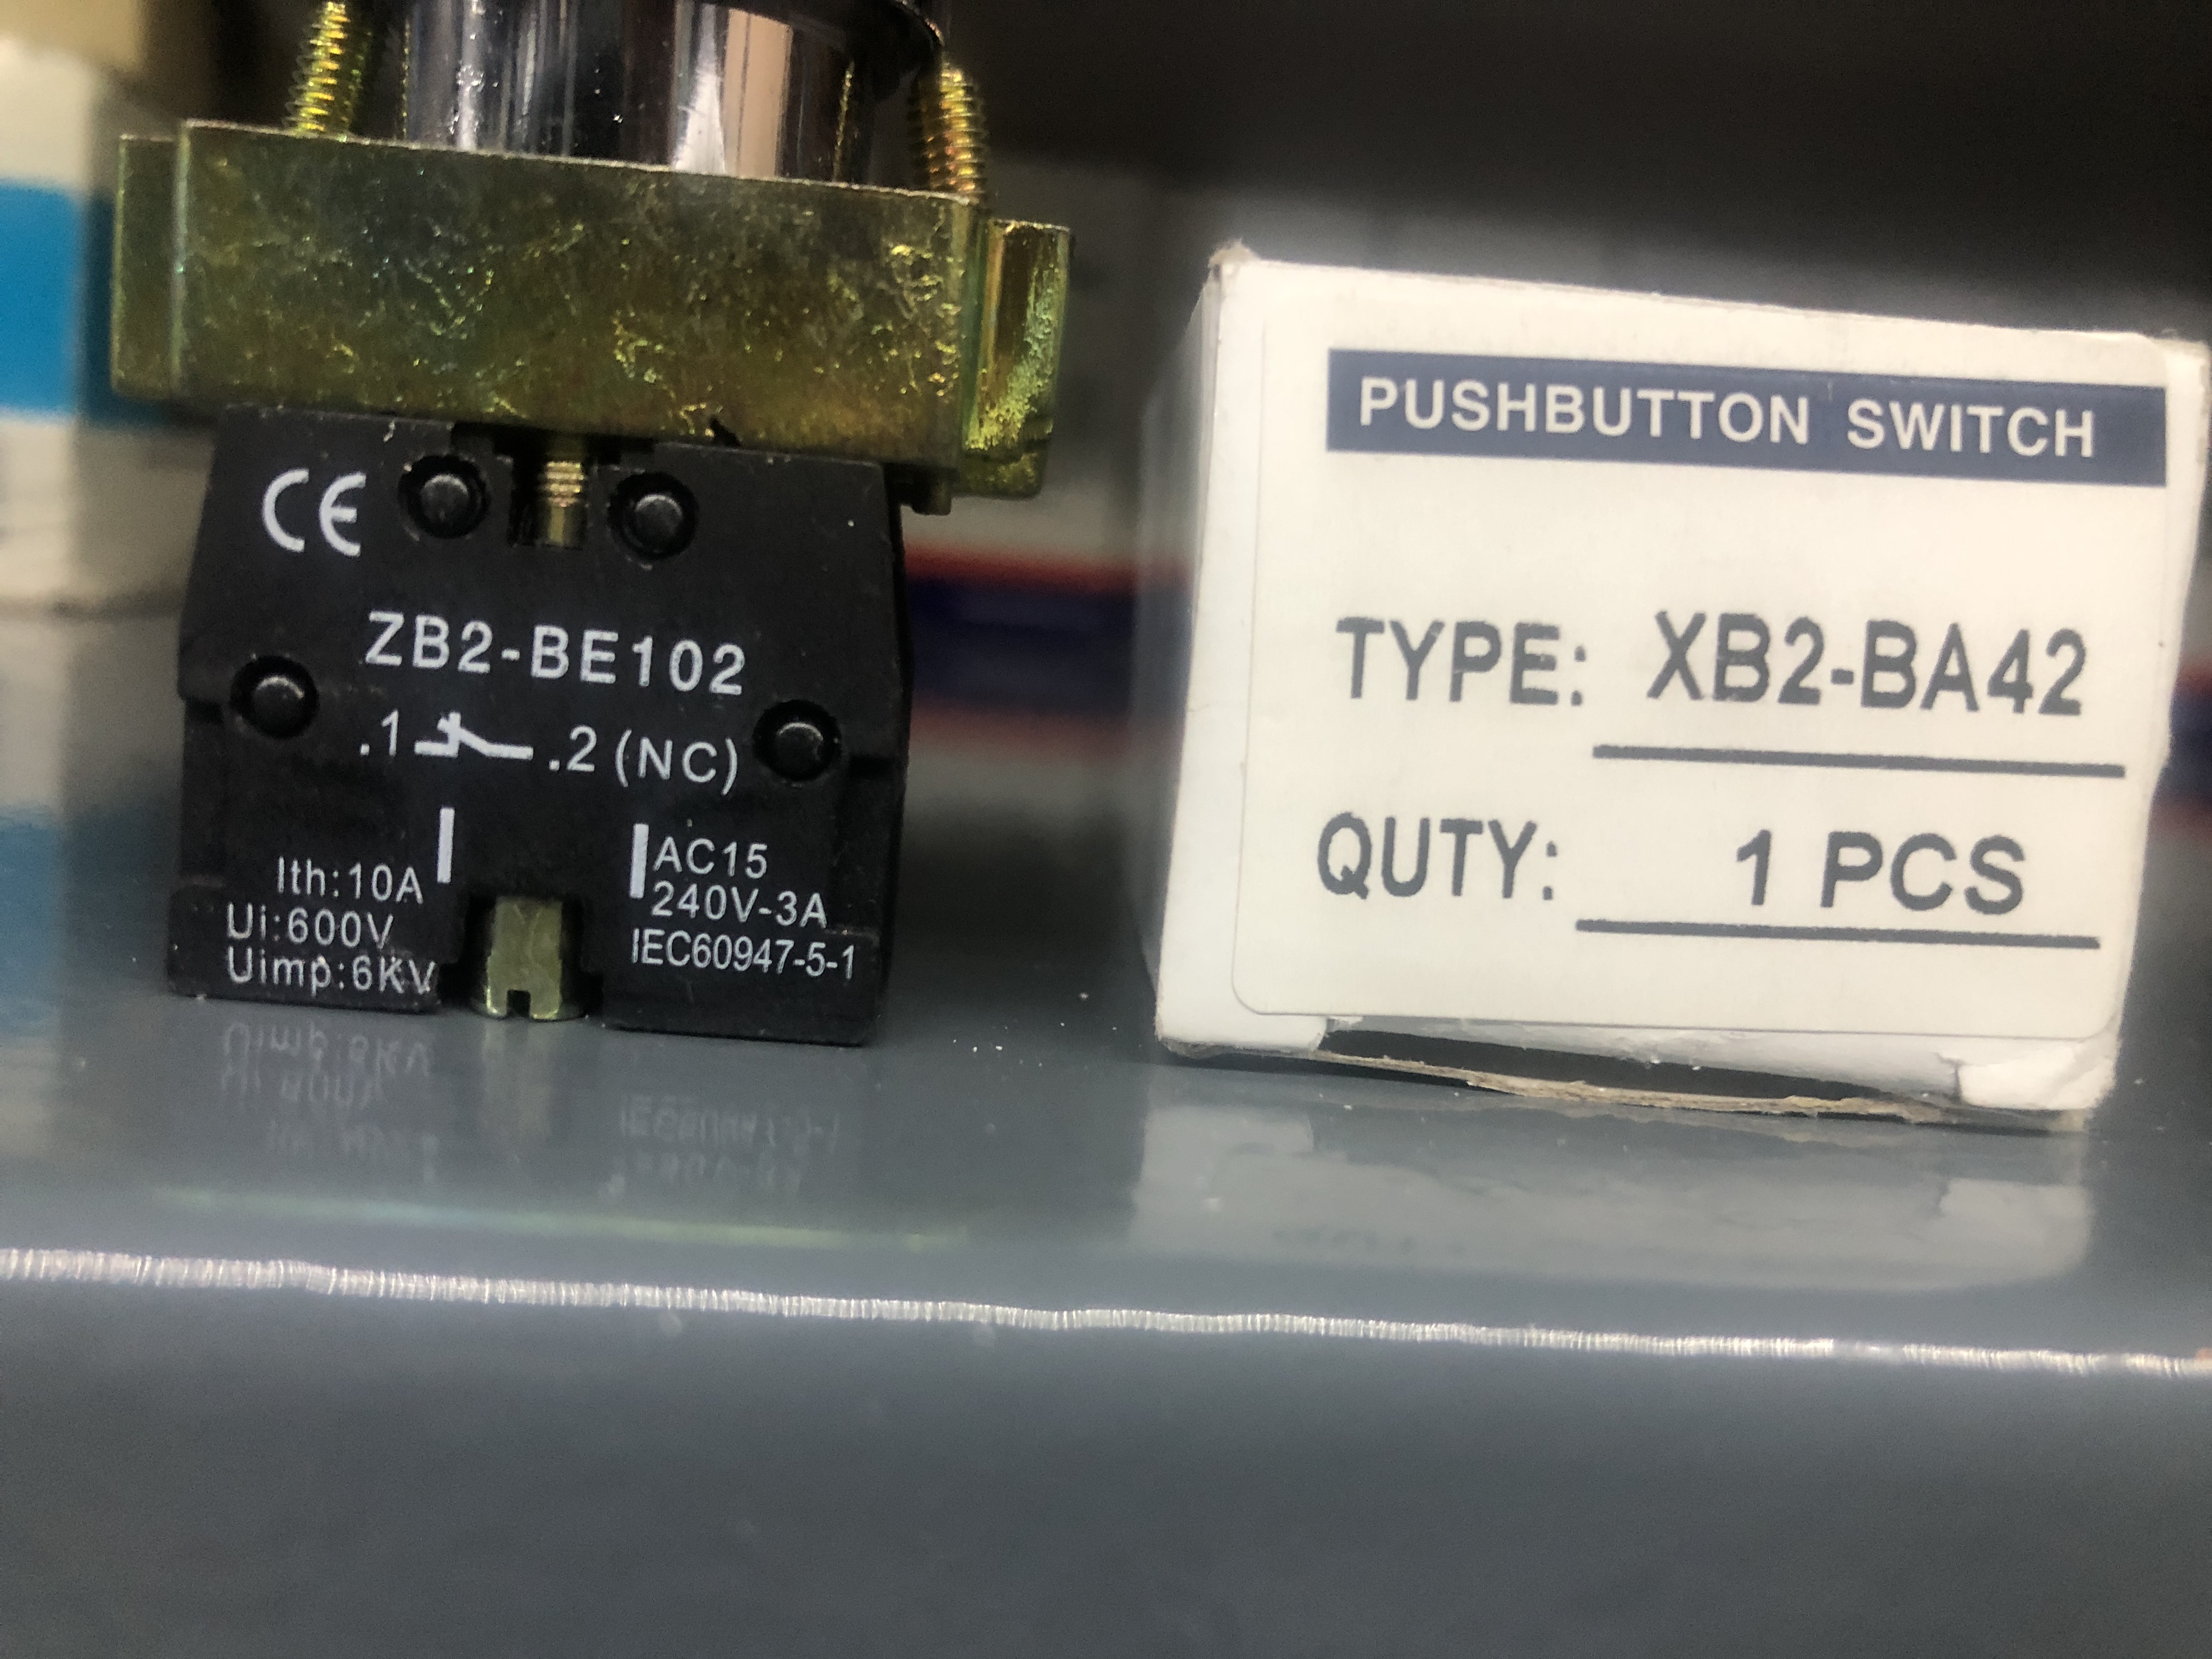 CE
ZB2-BE102
.1 .2 (NC)
Ith:10A
Ui:600V
Uimp:6KV
AC15
240V-3A
IEC60947-5-1
PUSHBUTTON SWITCH
TYPE: XB2-BA42
QUTY: 1 PCS